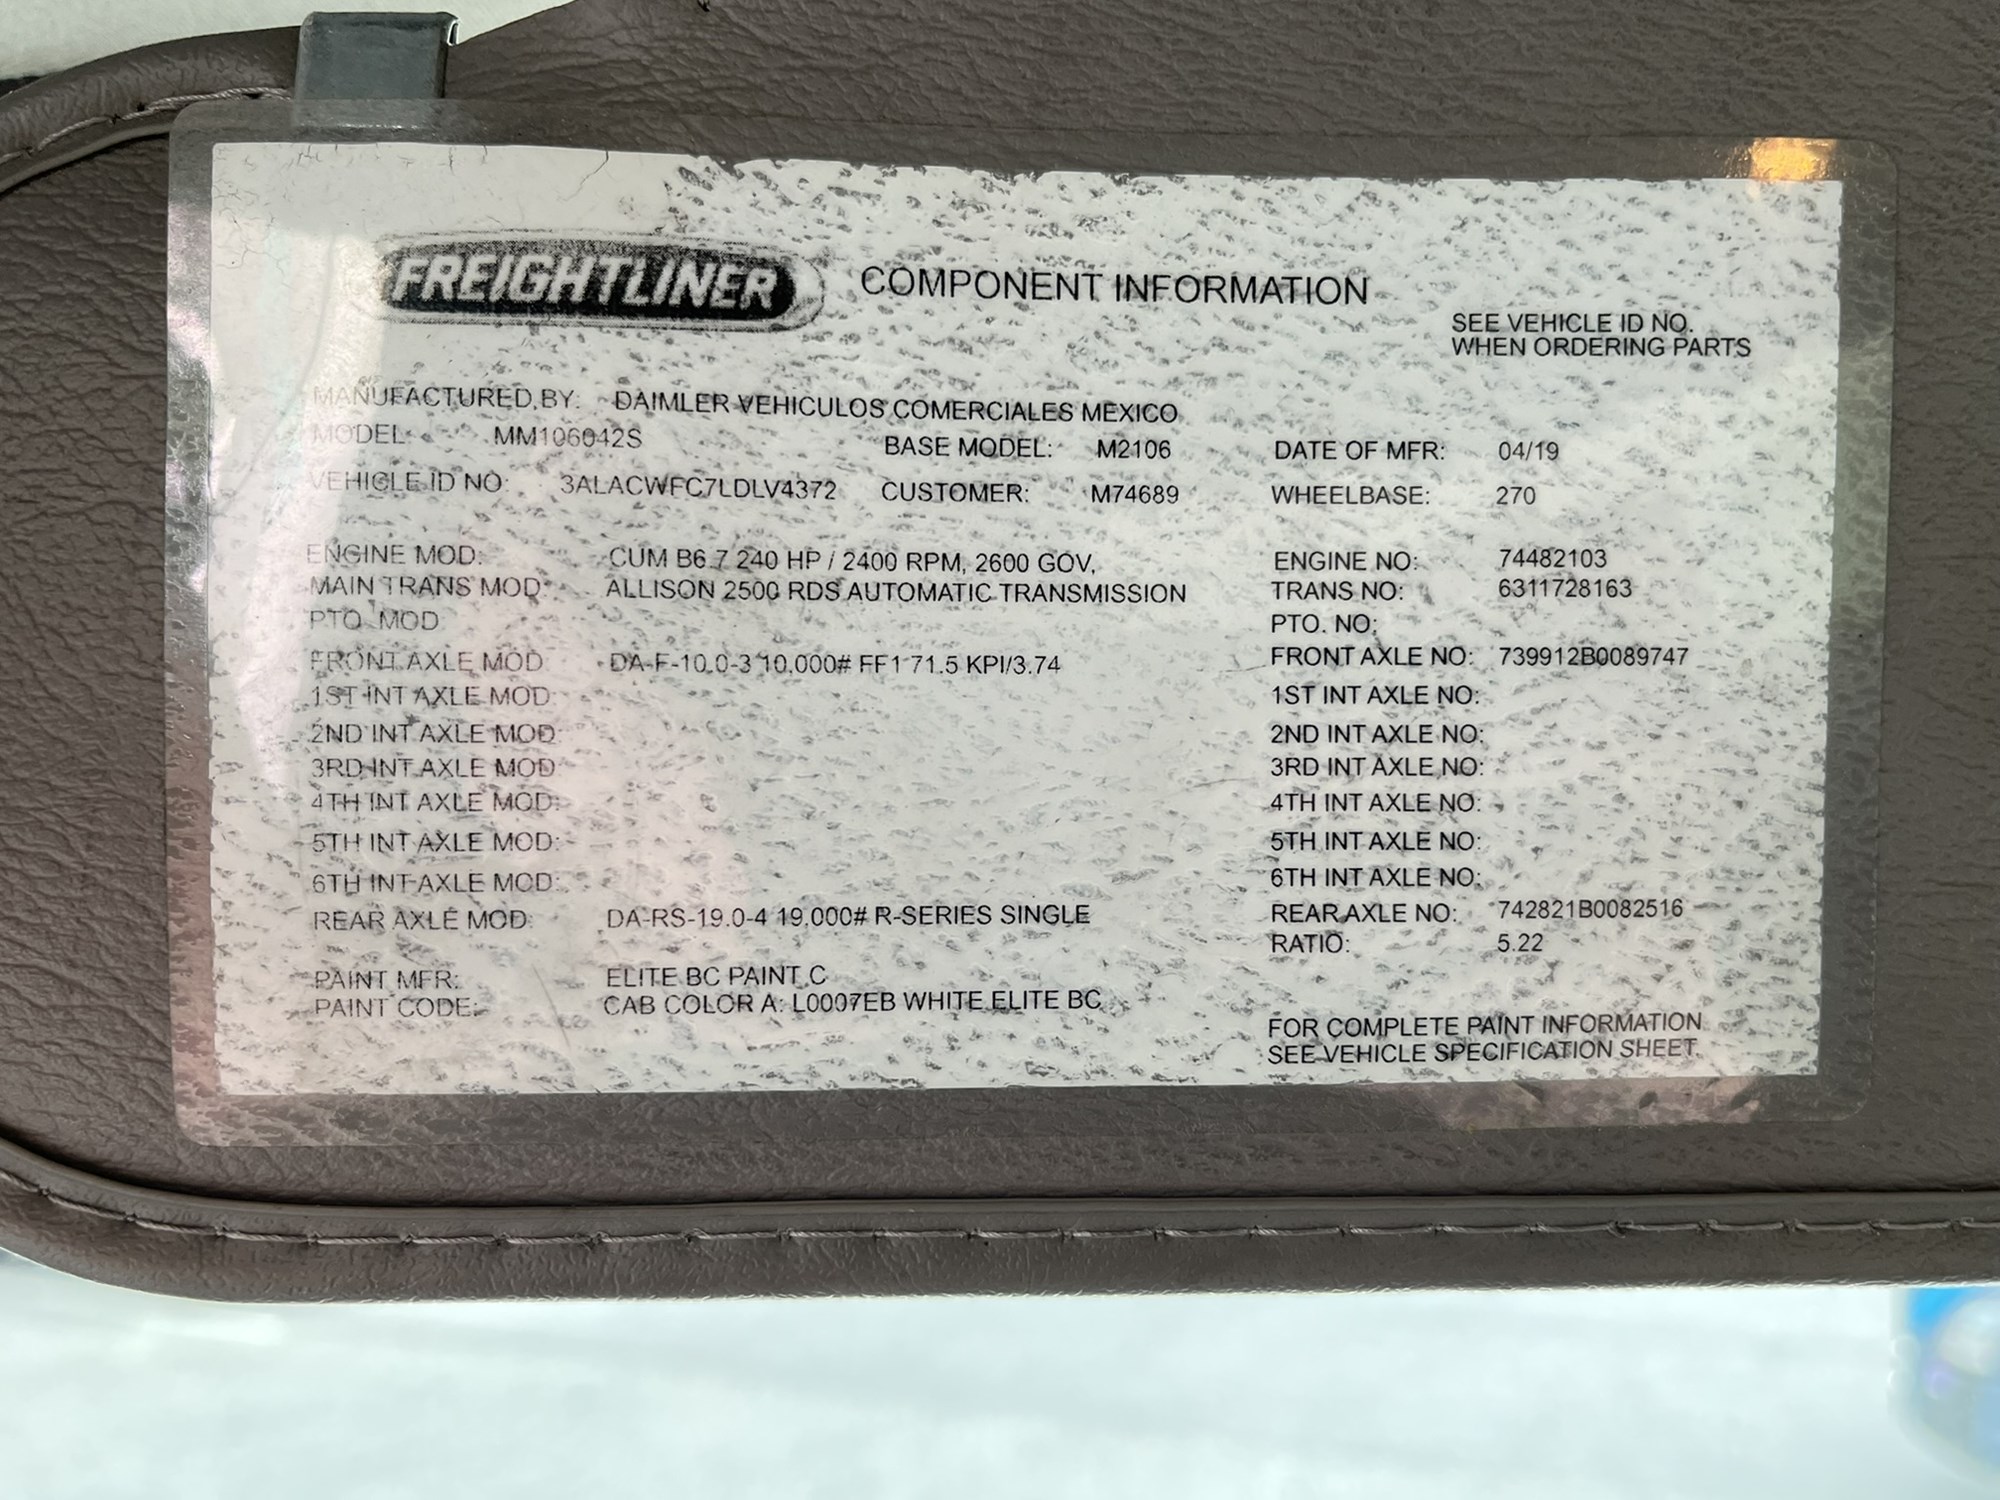 FREIGHTLINER COMPONENT INFORMATION
SEE VEHICLE ID NO.
WHEN ORDERING PARTS
MANUFACTURED BY: DAIMLER VEHICULOS COMERCIALES MEXICO
MODEL: MM106042S BASE MODEL: M2106 DATE OF MFR: 04/19
VEHICLE ID NO: 3ALACWFC7LDLV4372 CUSTOMER: M74689 WHEELBASE: 270
ENGINE MOD: CUM B6.7 240 HP / 2400 RPM, 2600 GOV, ENGINE NO: 74482103
MAIN TRANS MOD: ALLISON 2500 RDS AUTOMATIC TRANSMISSION TRANS NO: 6311728163
PTO. MOD: PTO. NO:
FRONT AXLE MOD: DA-F-10.0-3 10,000# FF1 71.5 KPI/3.74 FRONT AXLE NO: 739912B0089747
1ST INT AXLE MOD: 1ST INT AXLE NO:
2ND INT AXLE MOD: 2ND INT AXLE NO:
3RD INT AXLE MOD: 3RD INT AXLE NO:
4TH INT AXLE MOD: 4TH INT AXLE NO:
5TH INT AXLE MOD: 5TH INT AXLE NO:
6TH INT AXLE MOD: 6TH INT AXLE NO:
REAR AXLE MOD: DA-RS-19.0-4 19,000# R-SERIES SINGLE REAR AXLE NO: 742821B0082516
RATIO: 5.22
PAINT MFR: ELITE BC PAINT C
PAINT CODE: CAB COLOR A: L0007EB WHITE ELITE BC
FOR COMPLETE PAINT INFORMATION
SEE VEHICLE SPECIFICATION SHEET.